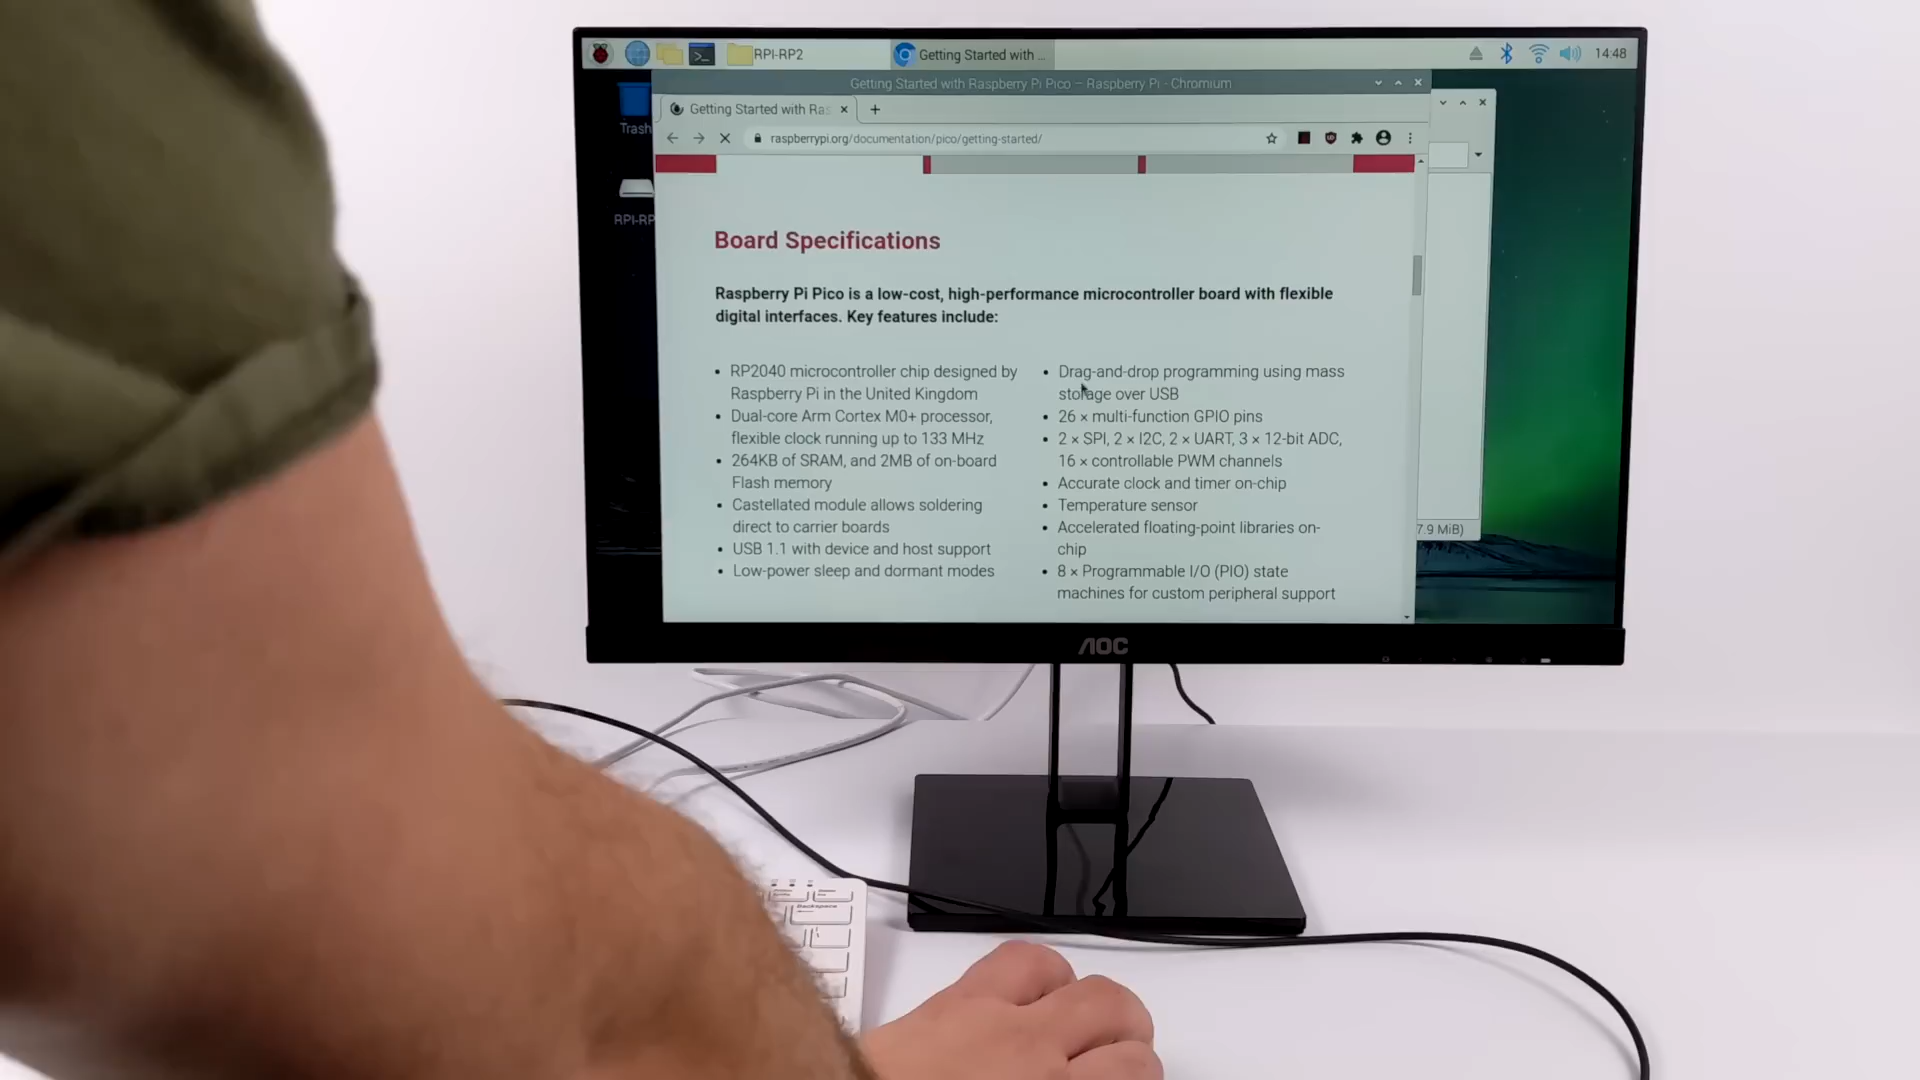 RPI-RP2
Getting Started with ...
14:48
Getting Started with Raspberry Pi Pico – Raspberry Pi - Chromium
Trash
Getting Started with Ras
raspberrypi.org/documentation/pico/getting-started/
RPI-RP
Board Specifications
Raspberry Pi Pico is a low-cost, high-performance microcontroller board with flexible
digital interfaces. Key features include:
• RP2040 microcontroller chip designed by
Raspberry Pi in the United Kingdom
• Dual-core Arm Cortex M0+ processor,
flexible clock running up to 133 MHz
• 264KB of SRAM, and 2MB of on-board
Flash memory
• Castellated module allows soldering
direct to carrier boards
• USB 1.1 with device and host support
• Low-power sleep and dormant modes
• Drag-and-drop programming using mass
storage over USB
• 26 × multi-function GPIO pins
• 2 × SPI, 2 × I2C, 2 × UART, 3 × 12-bit ADC,
16 × controllable PWM channels
• Accurate clock and timer on-chip
• Temperature sensor
• Accelerated floating-point libraries on-
chip
• 8 × Programmable I/O (PIO) state
machines for custom peripheral support
7.9 MiB)
AOC
Backspace